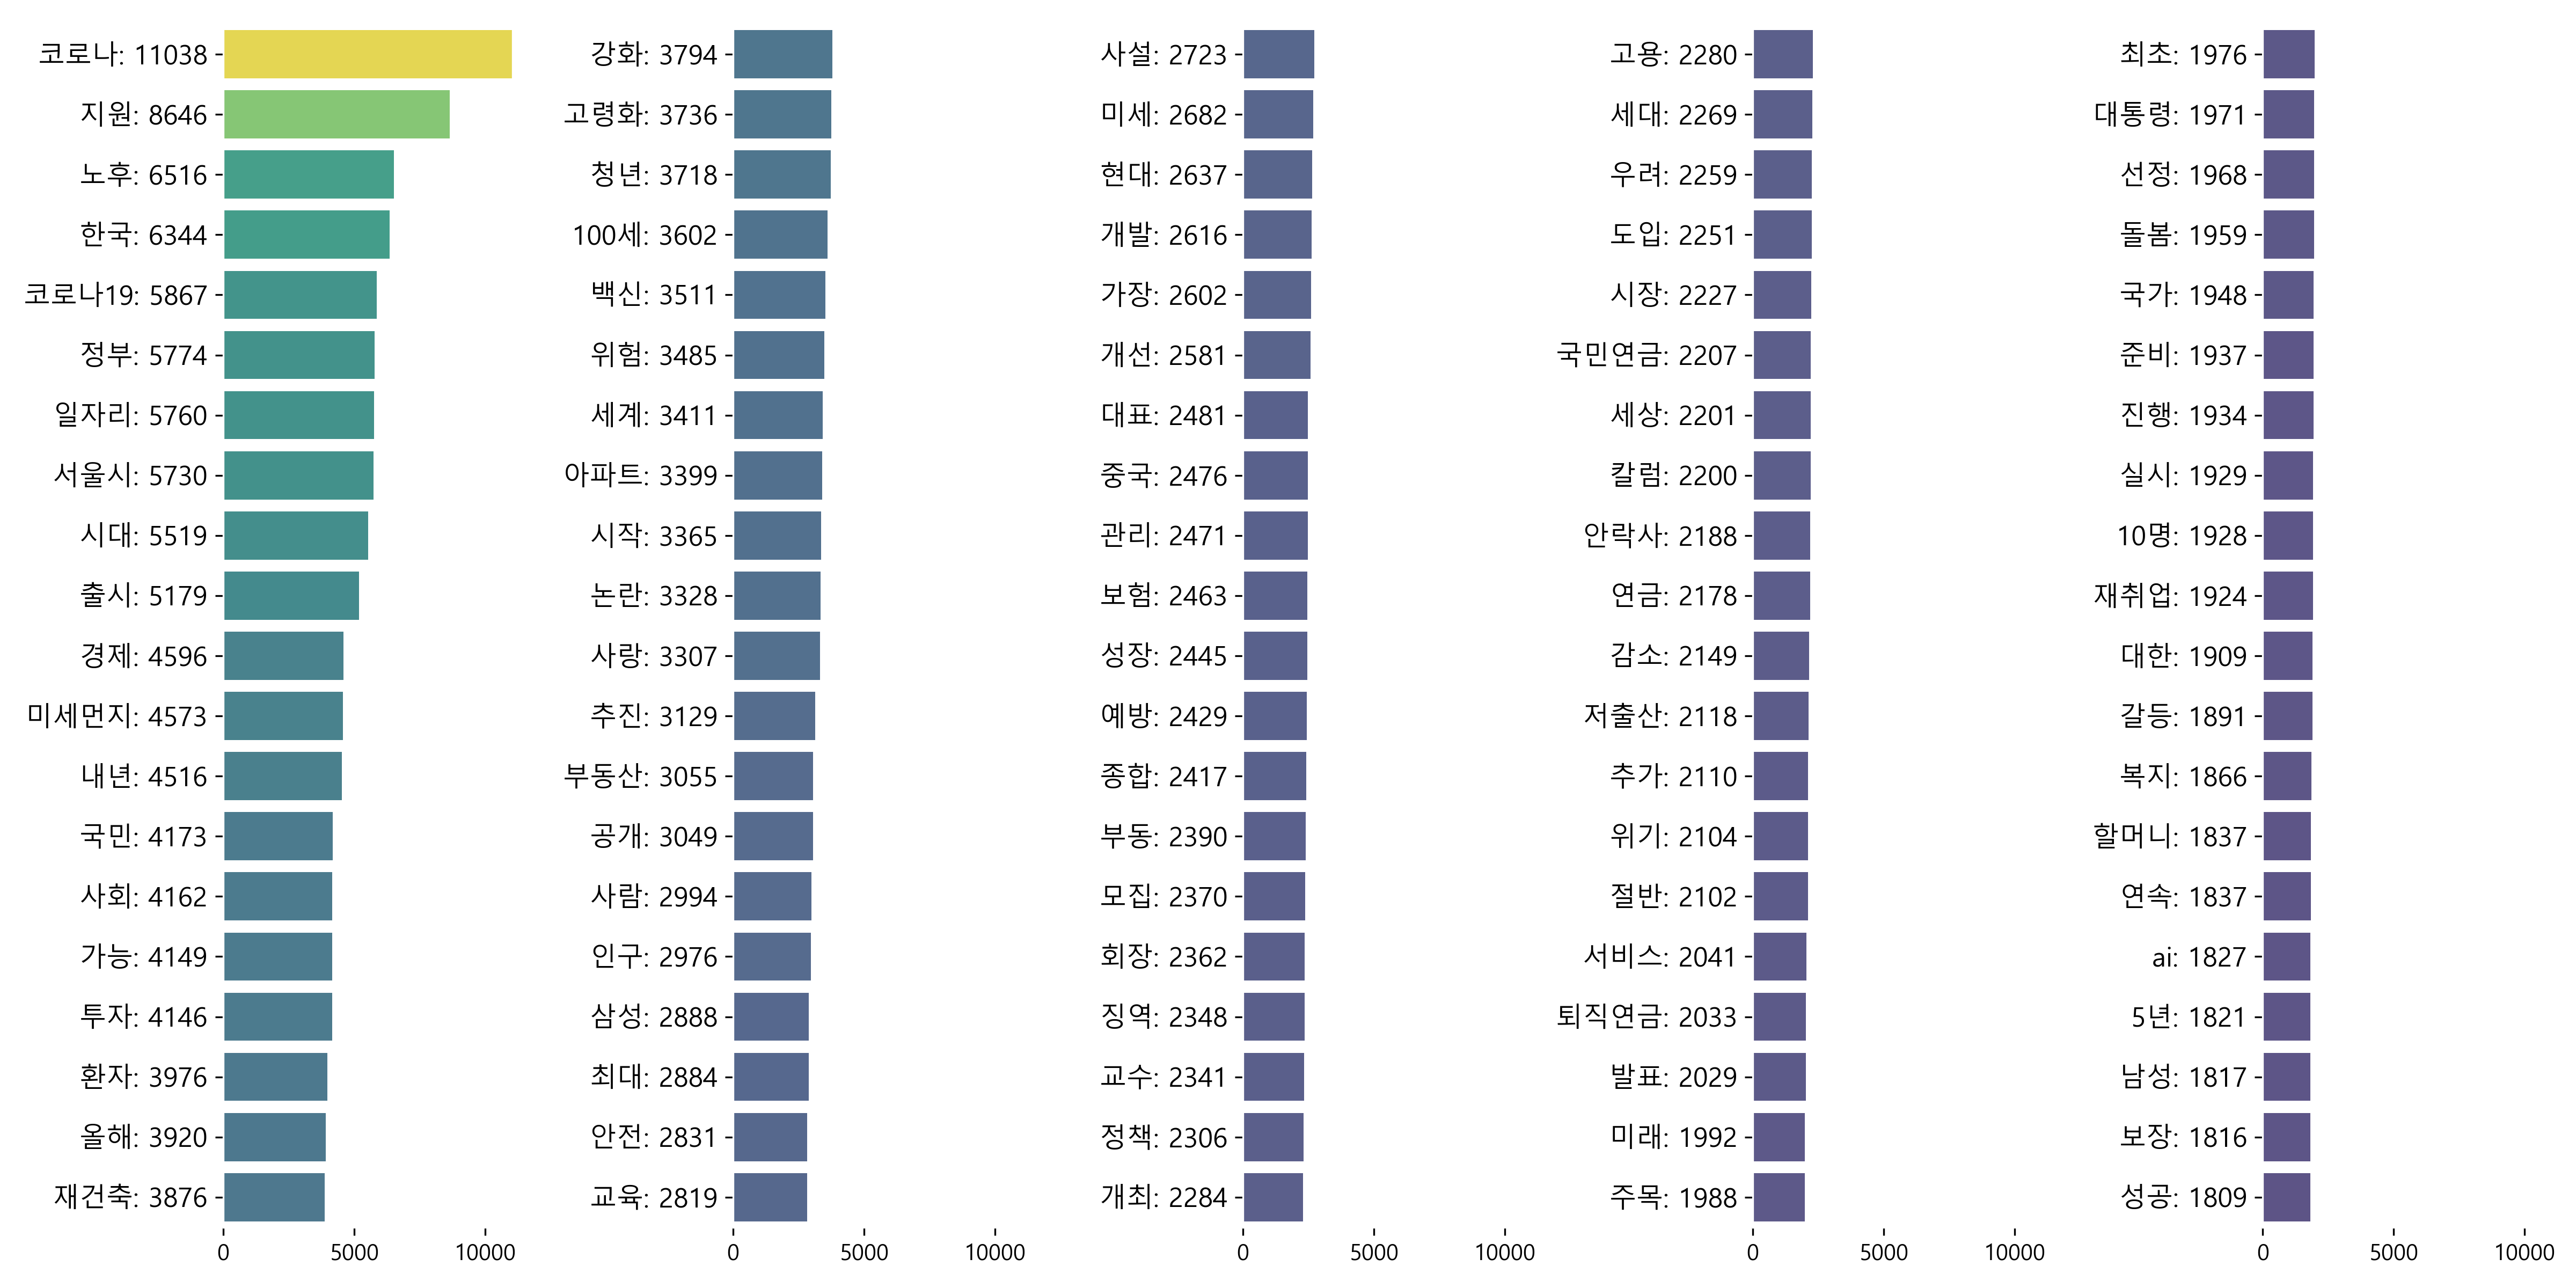 코로나: 11038
지원: 8646
노후: 6516
한국: 6344
코로나19: 5867
정부: 5774
일자리: 5760
서울시: 5730
시대: 5519
출시: 5179
경제: 4596
미세먼지: 4573
내년: 4516
국민: 4173
사회: 4162
가능: 4149
투자: 4146
환자: 3976
올해: 3920
재건축: 3876
0 5000 10000
강화: 3794
고령화: 3736
청년: 3718
100세: 3602
백신: 3511
위험: 3485
세계: 3411
아파트: 3399
시작: 3365
논란: 3328
사랑: 3307
추진: 3129
부동산: 3055
공개: 3049
사람: 2994
인구: 2976
삼성: 2888
최대: 2884
안전: 2831
교육: 2819
0 5000 10000
사설: 2723
미세: 2682
현대: 2637
개발: 2616
가장: 2602
개선: 2581
대표: 2481
중국: 2476
관리: 2471
보험: 2463
성장: 2445
예방: 2429
종합: 2417
부동: 2390
모집: 2370
회장: 2362
징역: 2348
교수: 2341
정책: 2306
개최: 2284
0 5000 10000
고용: 2280
세대: 2269
우려: 2259
도입: 2251
시장: 2227
국민연금: 2207
세상: 2201
칼럼: 2200
안락사: 2188
연금: 2178
감소: 2149
저출산: 2118
추가: 2110
위기: 2104
절반: 2102
서비스: 2041
퇴직연금: 2033
발표: 2029
미래: 1992
주목: 1988
0 5000 10000
최초: 1976
대통령: 1971
선정: 1968
돌봄: 1959
국가: 1948
준비: 1937
진행: 1934
실시: 1929
10명: 1928
재취업: 1924
대한: 1909
갈등: 1891
복지: 1866
할머니: 1837
연속: 1837
ai: 1827
5년: 1821
남성: 1817
보장: 1816
성공: 1809
0 5000 10000